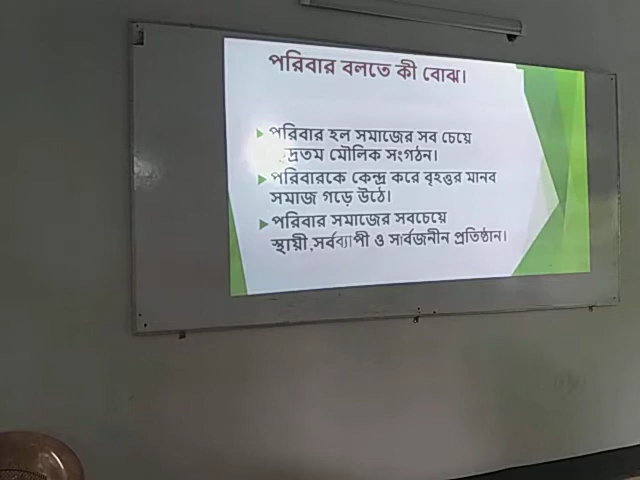 পরিবার বলতে কী বোঝ।
পরিবার হল সমাজের সব চেয়ে
মৌলিক সংগঠন।
পরিবারকে কেন্দ্র করে বৃহত্তর মানব
সমাজ গড়ে উঠে।
পরিবার সমাজের সবচেয়ে
স্থায়ী,সর্বব্যাপী ও সার্বজনীন প্রতিষ্ঠান।